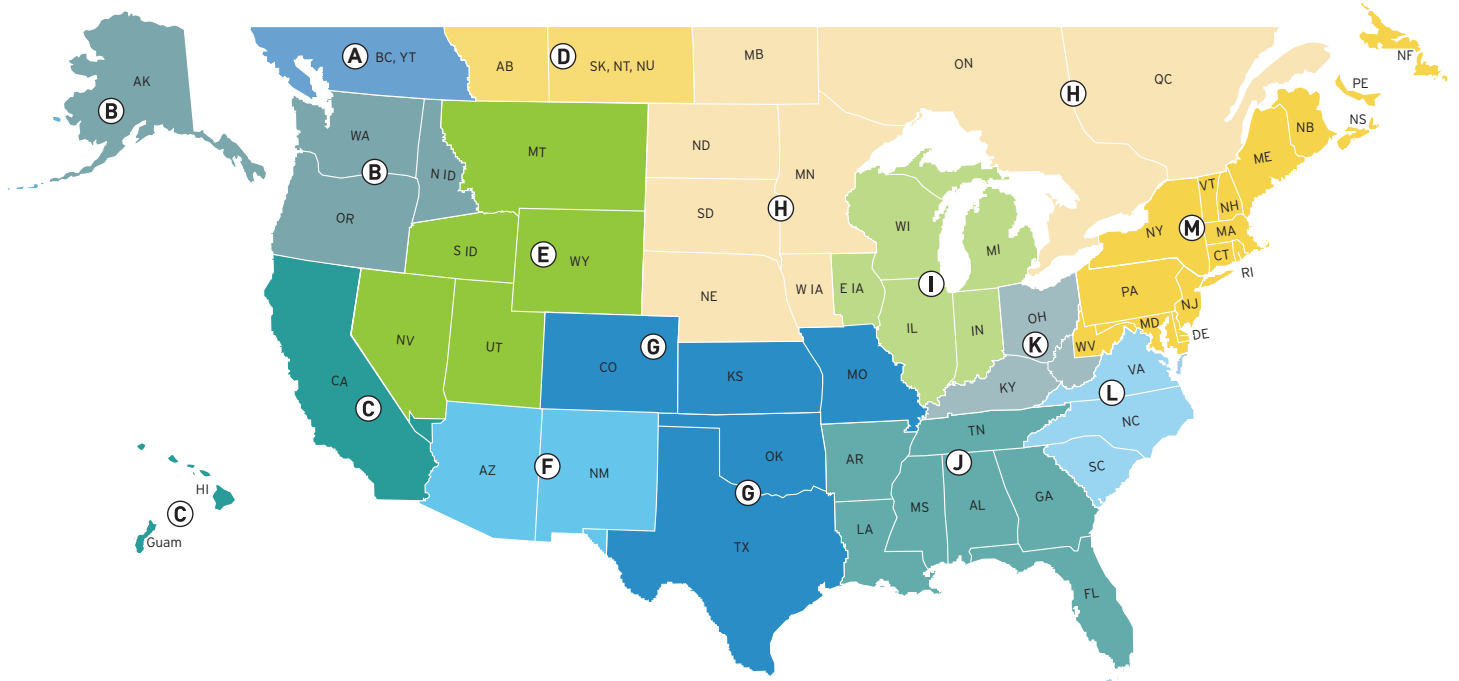 A BC, YT
AB
D
SK, NT, NU
MB
ON
H
QC
NF
PE
NS
NB
ME
AK
B
WA
B
N ID
OR
MT
S ID
E WY
ND
SD
MN
H
NE
W IA
E IA
WI
MI
I
IL
IN
OH
K
KY
VT
NH
NY
M
MA
CT
RI
PA
NJ
MD
DE
WV
VA
L
NC
SC
CA
C
NV
UT
CO
G
KS
MO
AZ
F
NM
OK
G
TX
AR
LA
TN
J
MS
AL
GA
FL
HI
C
Guam